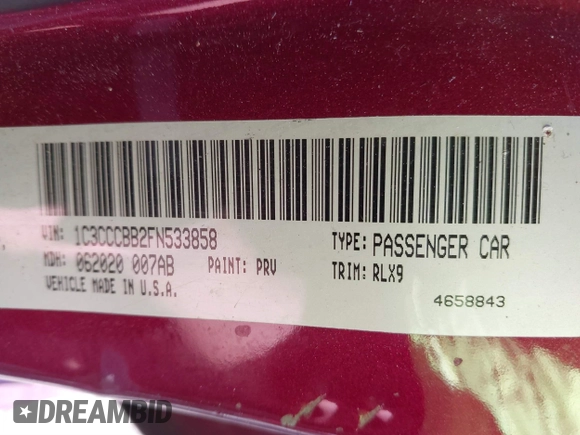 VIN: 1C3CCCBB2FN533858 TYPE: PASSENGER CAR
MDH: 062020 007AB PAINT: PRV TRIM: RLX9
VEHICLE MADE IN U.S.A.
4658843
DREAMBID